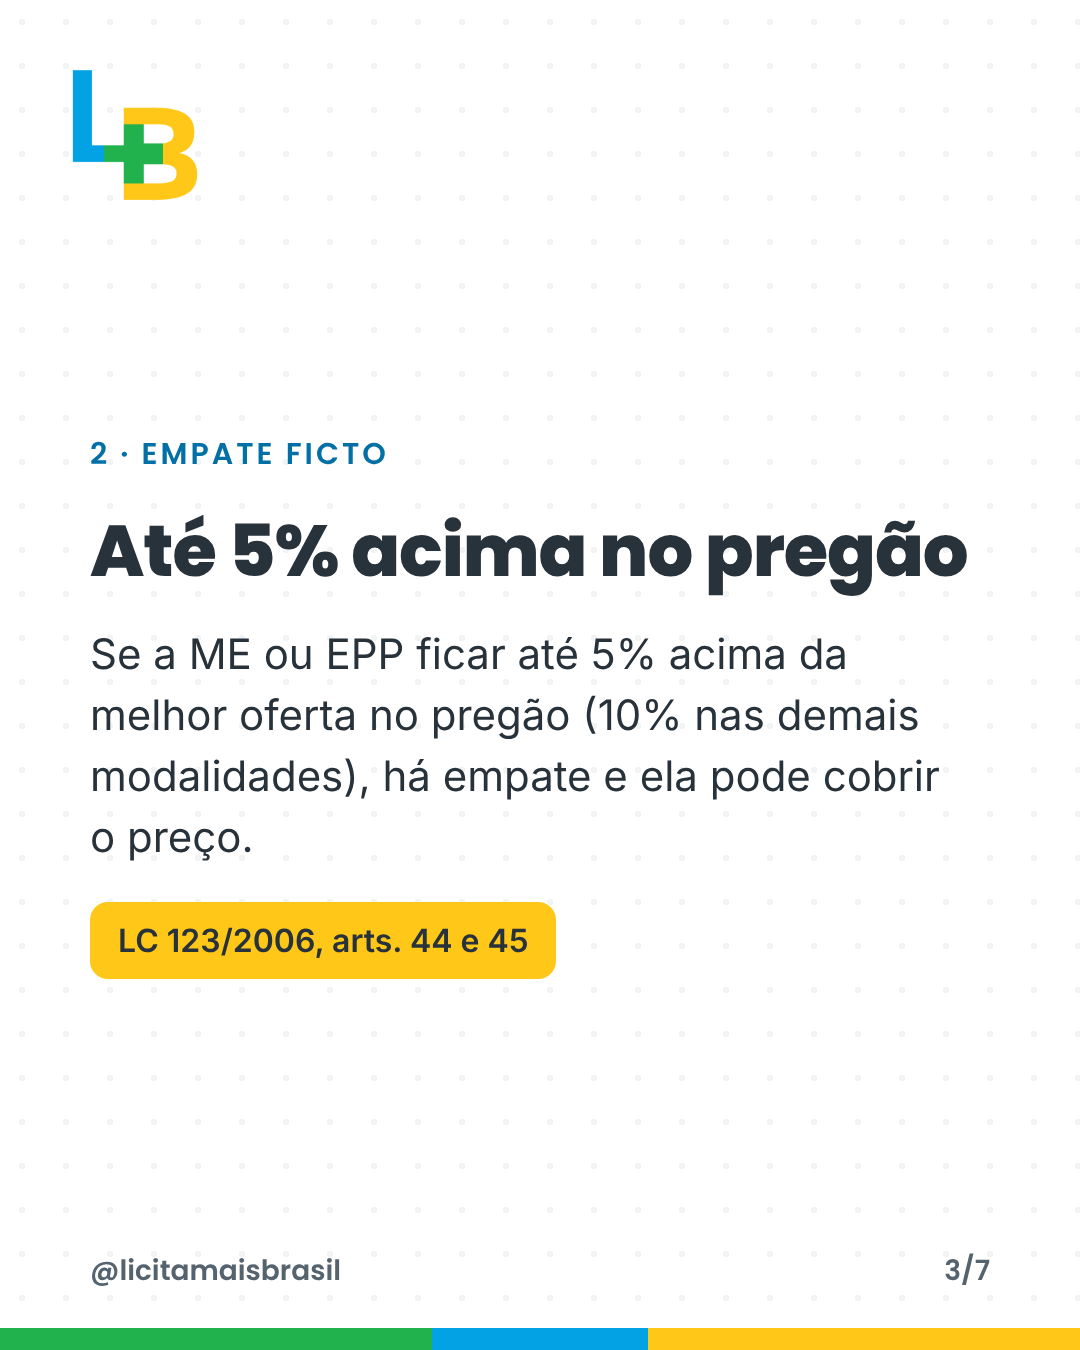 L+B
2 · EMPATE FICTO
Até 5% acima no pregão
Se a ME ou EPP ficar até 5% acima da
melhor oferta no pregão (10% nas demais
modalidades), há empate e ela pode cobrir
o preço.
LC 123/2006, arts. 44 e 45
@licitamaisbrasil
3/7